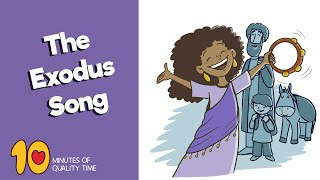 The
Exodus
Song
10
MINUTES OF
QUALITY TIME